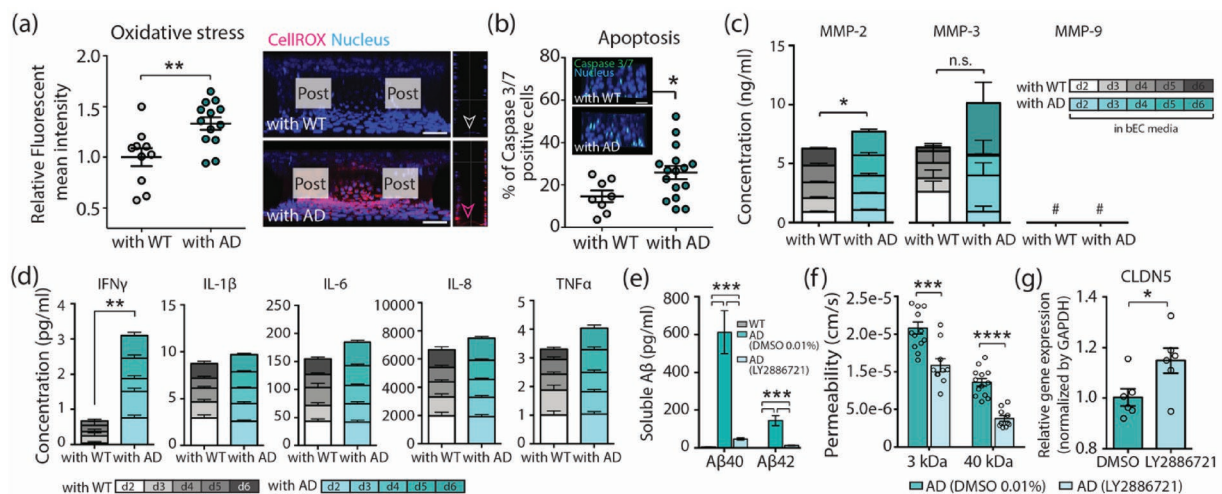 (a)
Oxidative stress
Relative Fluorescent
mean intensity
2.0
1.5
1.0
0.5
**
with WT
with AD
CellROX Nucleus
Post
Post
with WT
Post
Post
with AD
(b)
Apoptosis
% of Caspase 3/7
positive cells
80
60
40
20
0
Caspase 3/7
Nucleus
with WT
with AD
*
with WT
with AD
(c)
MMP-2
MMP-3
MMP-9
Concentration (ng/ml)
15
10
5
0
*
n.s.
#
#
with WT with AD
with WT with AD
with WT with AD
with WT d2 d3 d4 d5 d6
with AD d2 d3 d4 d5 d6
in bEC media
(d)
IFNγ
IL-1β
IL-6
IL-8
TNFα
Concentration (pg/ml)
4
3
2
1
0
**
15
10
5
0
250
200
150
100
50
0
10000
8000
6000
4000
2000
0
5
4
3
2
1
0
with WT with AD
with WT with AD
with WT with AD
with WT with AD
with WT with AD
with WT d2 d3 d4 d5 d6
with AD d2 d3 d4 d5 d6
(e)
Soluble Aβ (pg/ml)
800
600
400
200
0
***
***
WT
AD
(DMSO 0.01%)
AD
(LY2886721)
Aβ40
Aβ42
(f)
Permeability (cm/s)
3.0e-5
2.5e-5
2.0e-5
1.5e-5
1.0e-5
5.0e-6
0
***
****
3 kDa
40 kDa
(g)
CLDN5
Relative gene expression
(normalized by GAPDH)
1.4
1.2
1.0
0.8
*
DMSO LY2886721
AD (DMSO 0.01%)
AD (LY2886721)